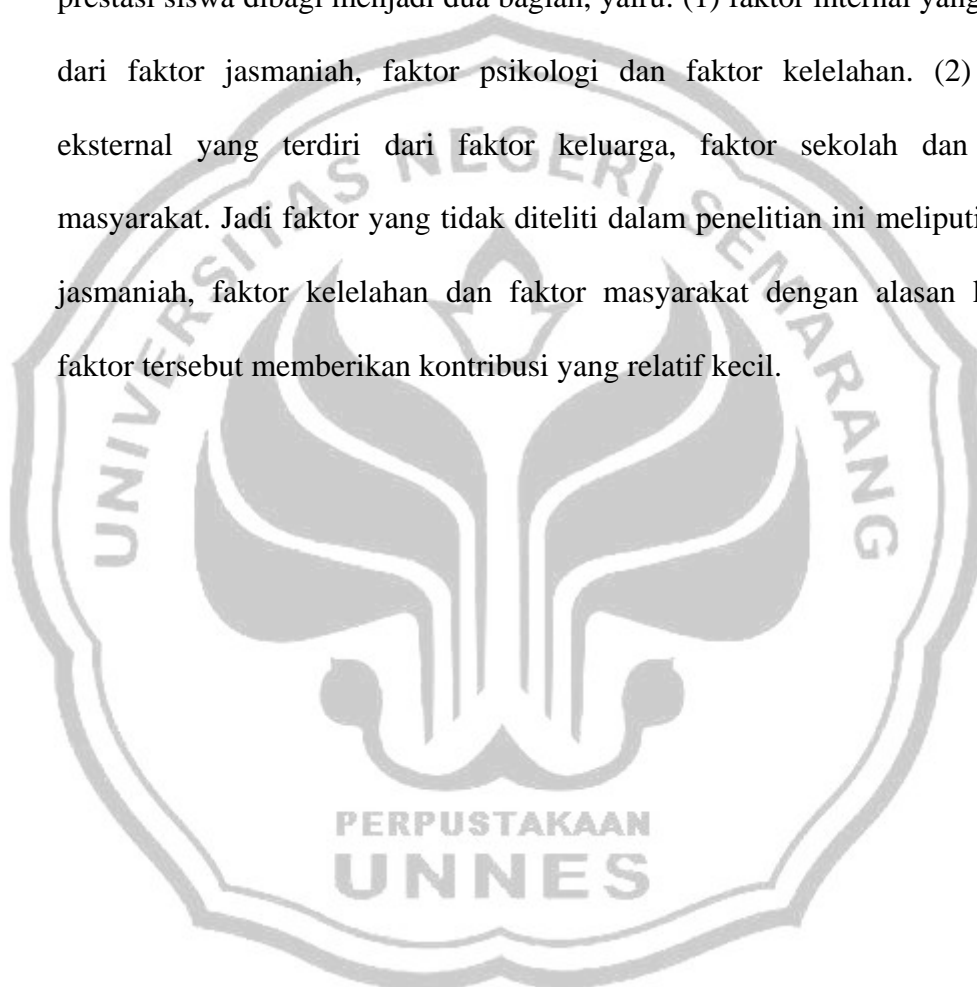 prestasi siswa dibagi menjadi dua bagian, yaitu: (1) faktor internal yang
dari faktor jasmaniah, faktor psikologi dan faktor kelelahan. (2)
eksternal yang terdiri dari faktor keluarga, faktor sekolah dan
masyarakat. Jadi faktor yang tidak diteliti dalam penelitian ini meliputi
jasmaniah, faktor kelelahan dan faktor masyarakat dengan alasan
faktor tersebut memberikan kontribusi yang relatif kecil.
UNIVERSITAS NEGERI SEMARANG
PERPUSTAKAAN
UNNES